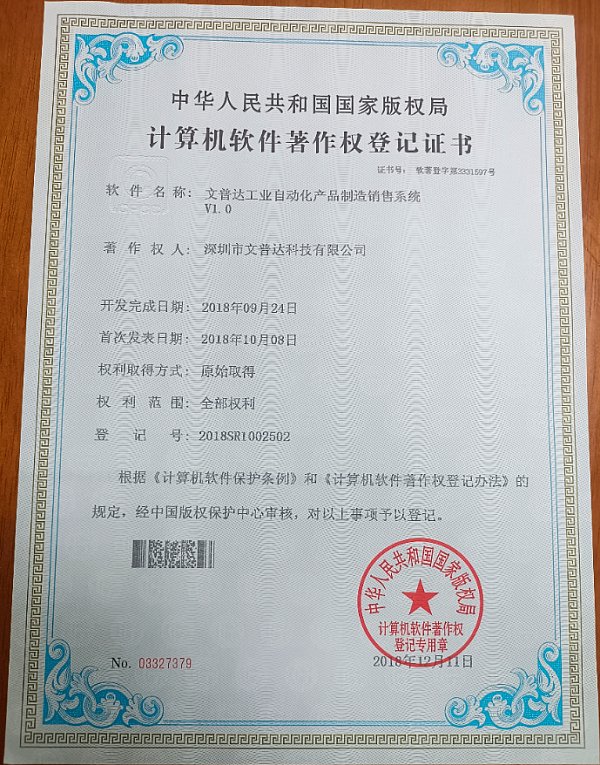 中华人民共和国国家版权局
计算机软件著作权登记证书
证书号: 软著登字第3331597号
软件名称: 文普达工业自动化产品制造销售系统
V1.0
著作权人: 深圳市文普达科技有限公司
开发完成日期: 2018年09月24日
首次发表日期: 2018年10月08日
权利取得方式: 原始取得
权利范围: 全部权利
登记号: 2018SR1002502
根据《计算机软件保护条例》和《计算机软件著作权登记办法》的
规定，经中国版权保护中心审核，对以上事项予以登记。
中华人民共和国国家版权局
计算机软件著作权
登记专用章
No. 03327379
2018年12月11日